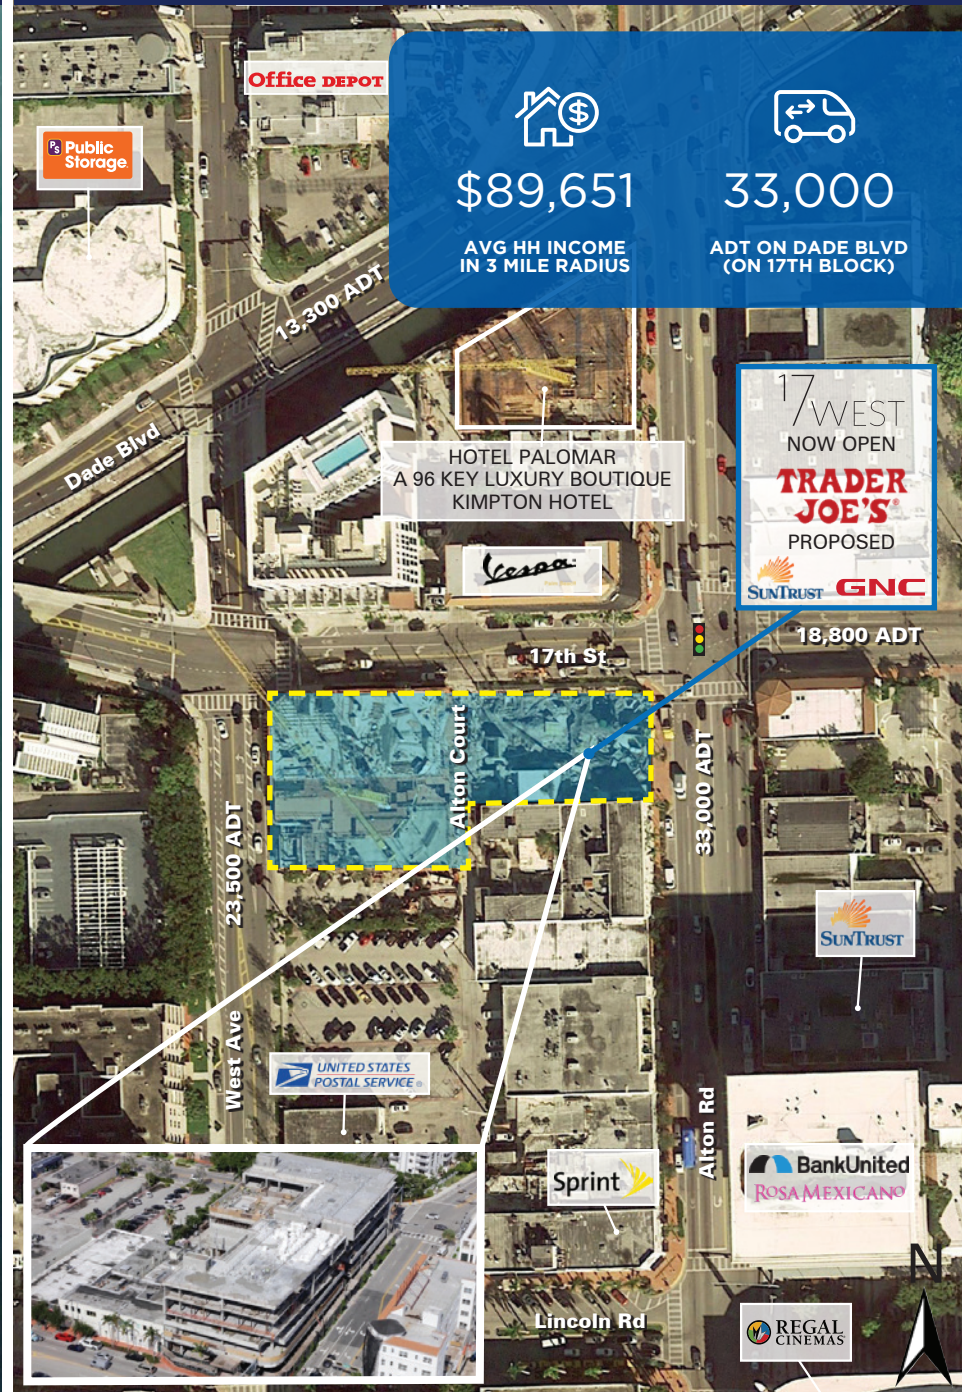 Office DEPOT
PS Public
Storage
$89,651
AVG HH INCOME
IN 3 MILE RADIUS
33,000
ADT ON DADE BLVD
(ON 17TH BLOCK)
13,300 ADT
Dade Blvd
HOTEL PALOMAR
A 96 KEY LUXURY BOUTIQUE
KIMPTON HOTEL
17WEST
NOW OPEN
TRADER
JOE'S®
PROPOSED
SUNTRUST GNC
Vespa
18,800 ADT
17th St
Alton Court
33,000 ADT
23,500 ADT
SUNTRUST
West Ave
UNITED STATES
POSTAL SERVICE®
Alton Rd
Sprint
BankUnited
ROSA MEXICANO
N
Lincoln Rd
REGAL
CINEMAS